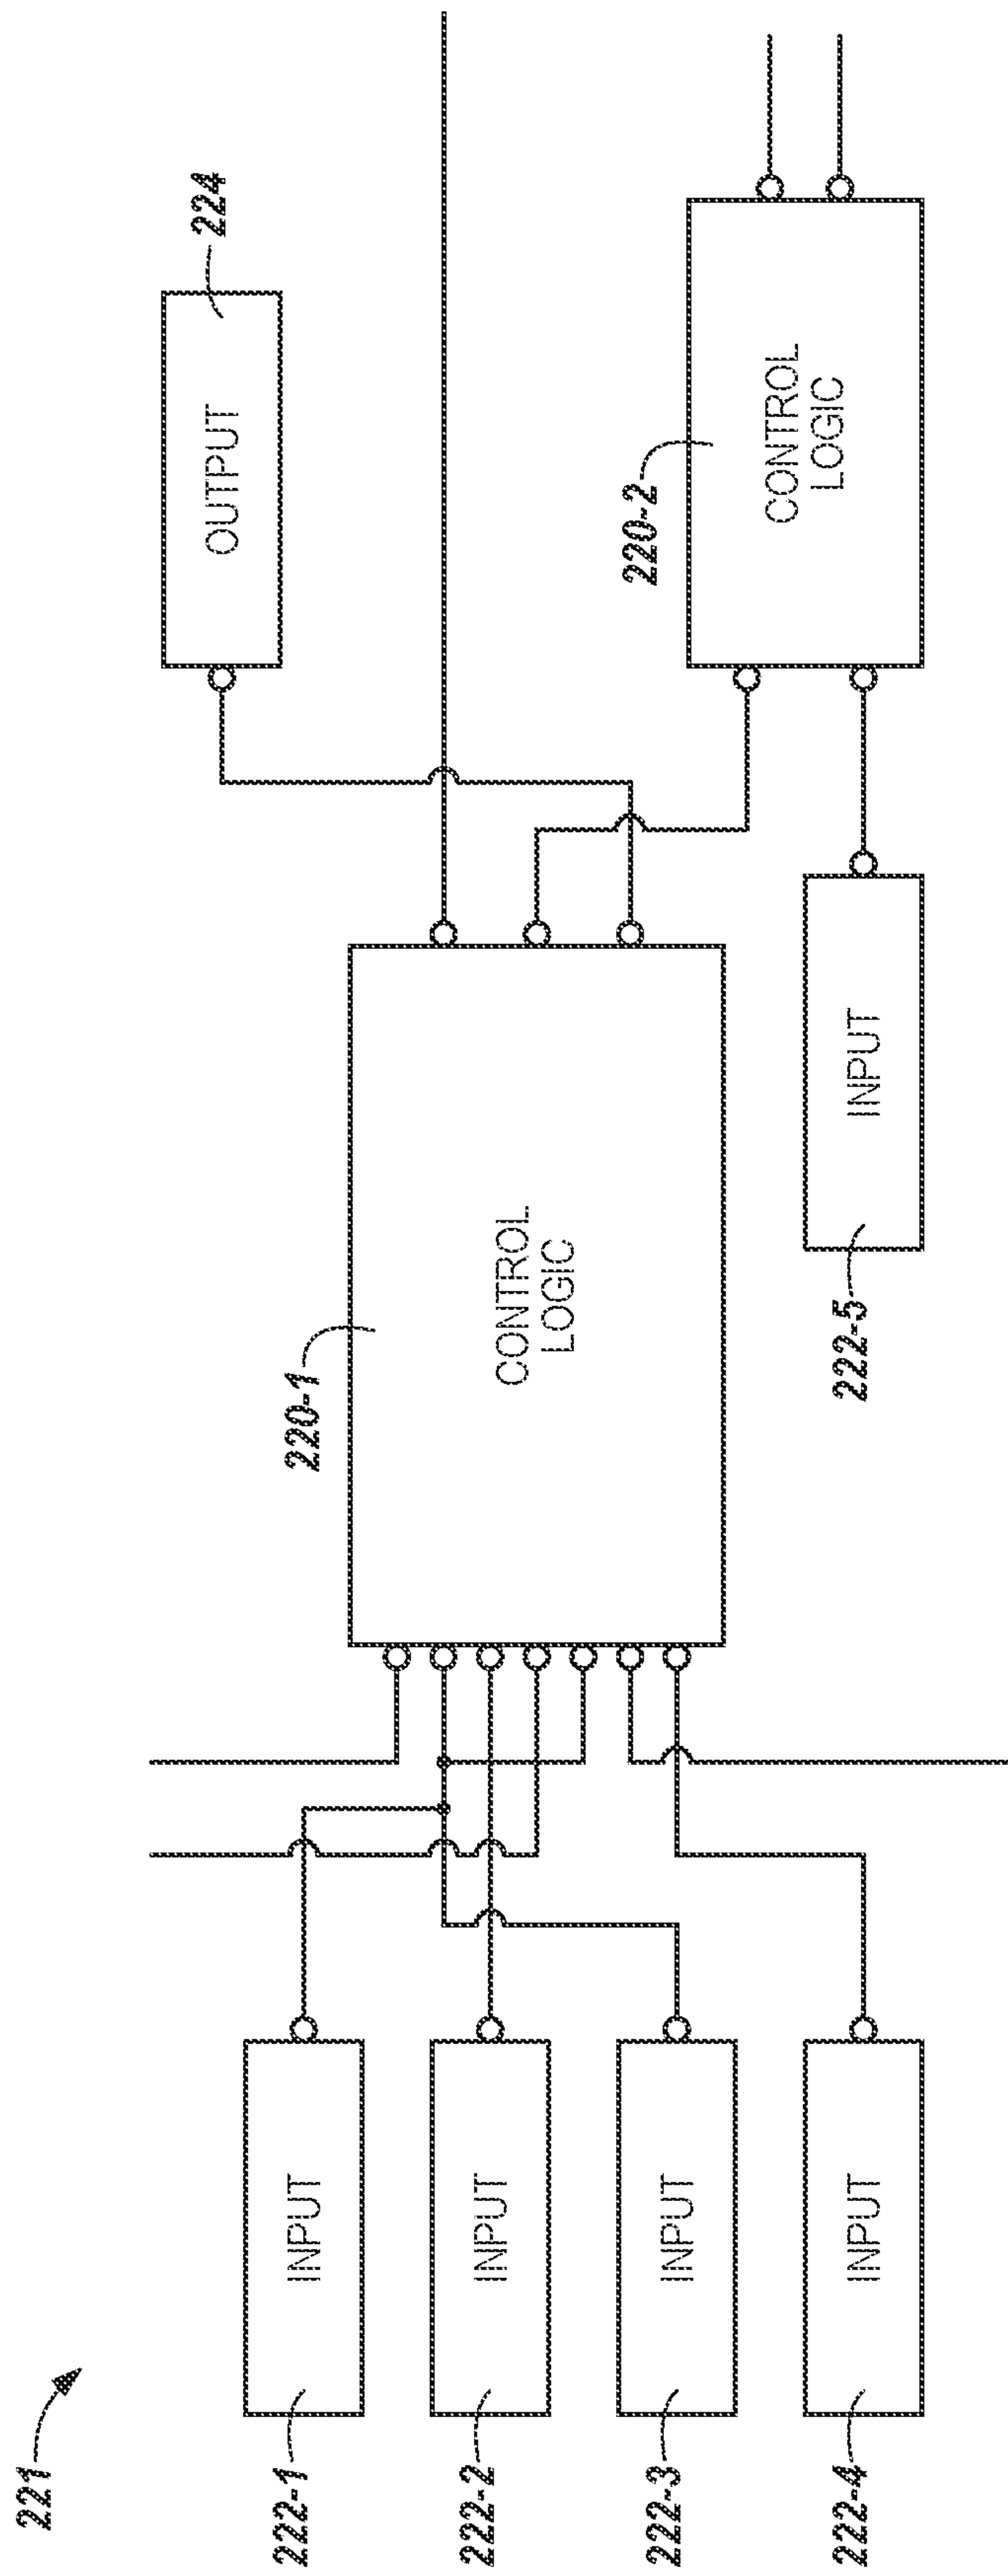 221
222-1
INPUT
222-2
INPUT
222-3
INPUT
222-4
INPUT
220-1
CONTROL
LOGIC
222-5
INPUT
220-2
CONTROL
LOGIC
OUTPUT
224